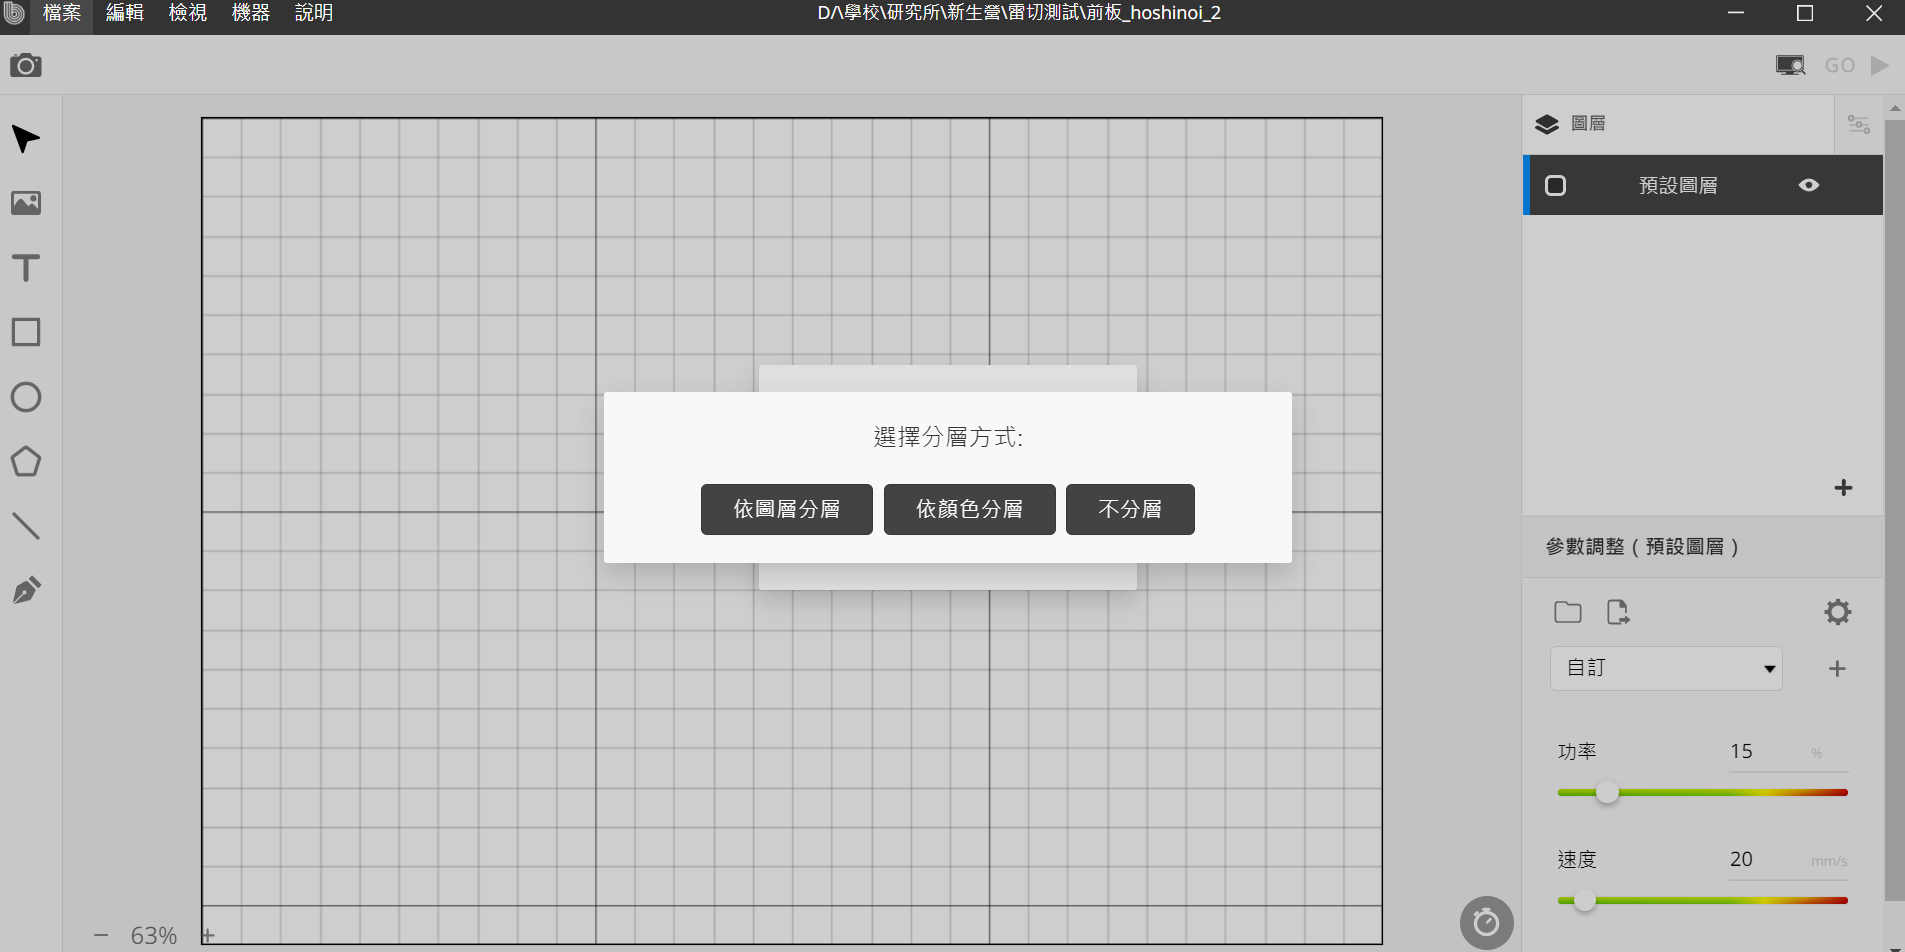 檔案 編輯 檢視 機器 說明
D/\學校\研究所\新生營\雷切測試\前板_hoshinoi_2
GO
圖層
預設圖層
選擇分層方式:
依圖層分層 依顏色分層 不分層
參數調整 ( 預設圖層 )
自訂
功率 15 %
速度 20 mm/s
63%